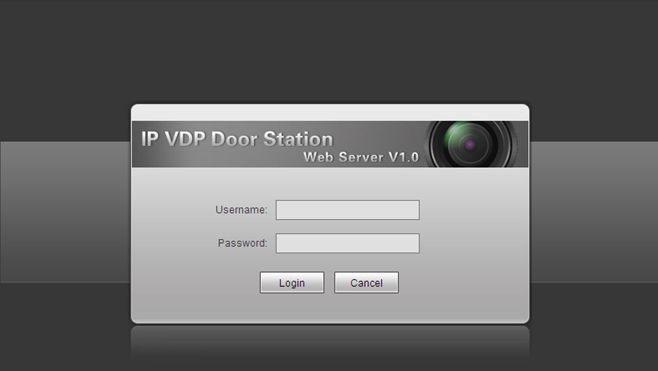 IP VDP Door Station
Web Server V1.0
Username:
Password:
Login Cancel